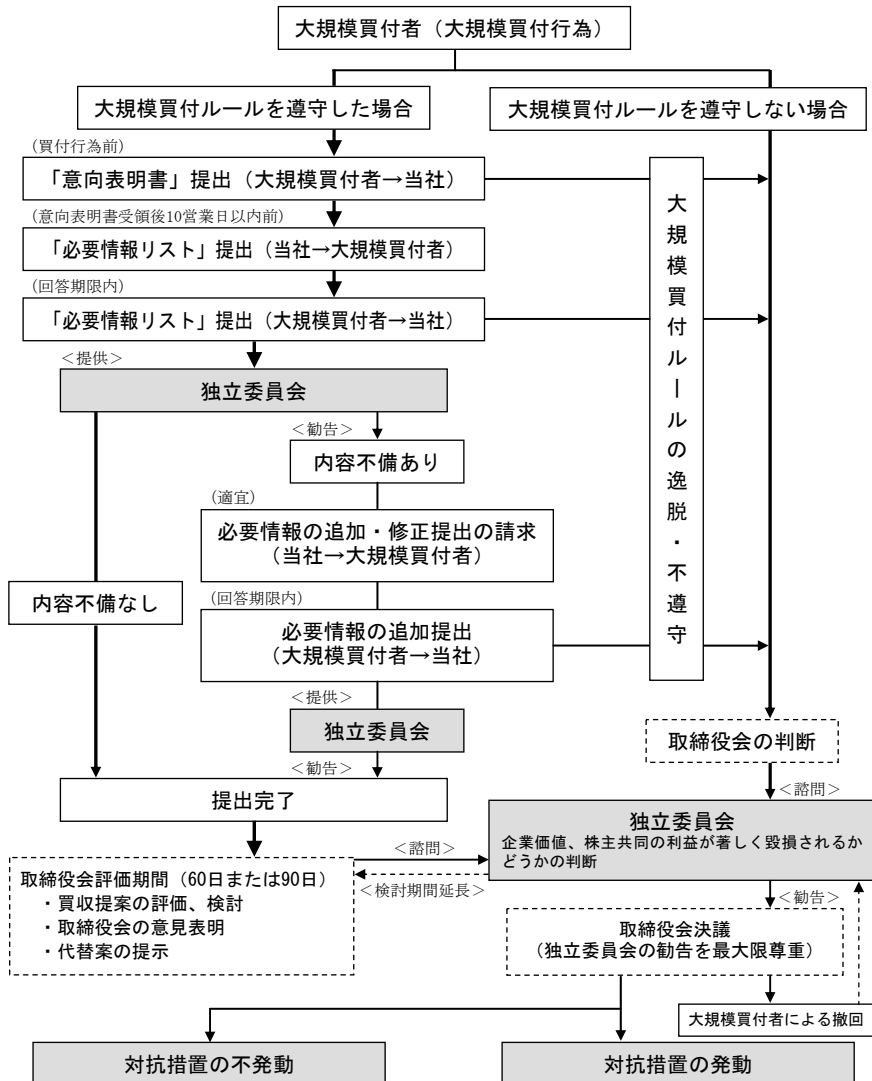 大規模買付者（大規模買付行為）
大規模買付ルールを遵守した場合
大規模買付ルールを遵守しない場合
(買付行為前)
「意向表明書」提出（大規模買付者→当社）
(意向表明書受領後10営業日以内前)
「必要情報リスト」提出（当社→大規模買付者）
(回答期限内)
「必要情報リスト」提出（大規模買付者→当社）
大規模買付ルールの逸脱・不遵守
＜提供＞
独立委員会
＜勧告＞
内容不備あり
(適宜)
必要情報の追加・修正提出の請求
（当社→大規模買付者）
内容不備なし
(回答期限内)
必要情報の追加提出
（大規模買付者→当社）
＜提供＞
独立委員会
＜勧告＞
提出完了
取締役会の判断
＜諮問＞
独立委員会
企業価値、株主共同の利益が著しく毀損されるか
どうかの判断
＜諮問＞
＜検討期間延長＞
取締役会評価期間（60日または90日）
・買収提案の評価、検討
・取締役会の意見表明
・代替案の提示
＜勧告＞
取締役会決議
（独立委員会の勧告を最大限尊重）
大規模買付者による撤回
対抗措置の不発動
対抗措置の発動